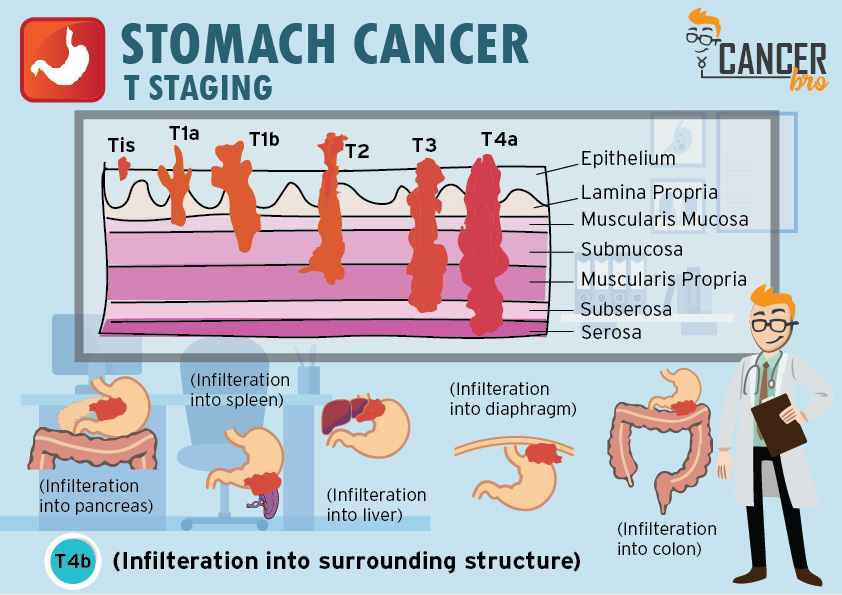 STOMACH CANCER
T STAGING
CANCER
bro
Tis
T1a
T1b
T2
T3
T4a
Epithelium
Lamina Propria
Muscularis Mucosa
Submucosa
Muscularis Propria
Subserosa
Serosa
(Infilteration
into pancreas)
(Infilteration
into spleen)
(Infilteration
into liver)
(Infilteration
into diaphragm)
(Infilteration
into colon)
T4b
(Infilteration into surrounding structure)